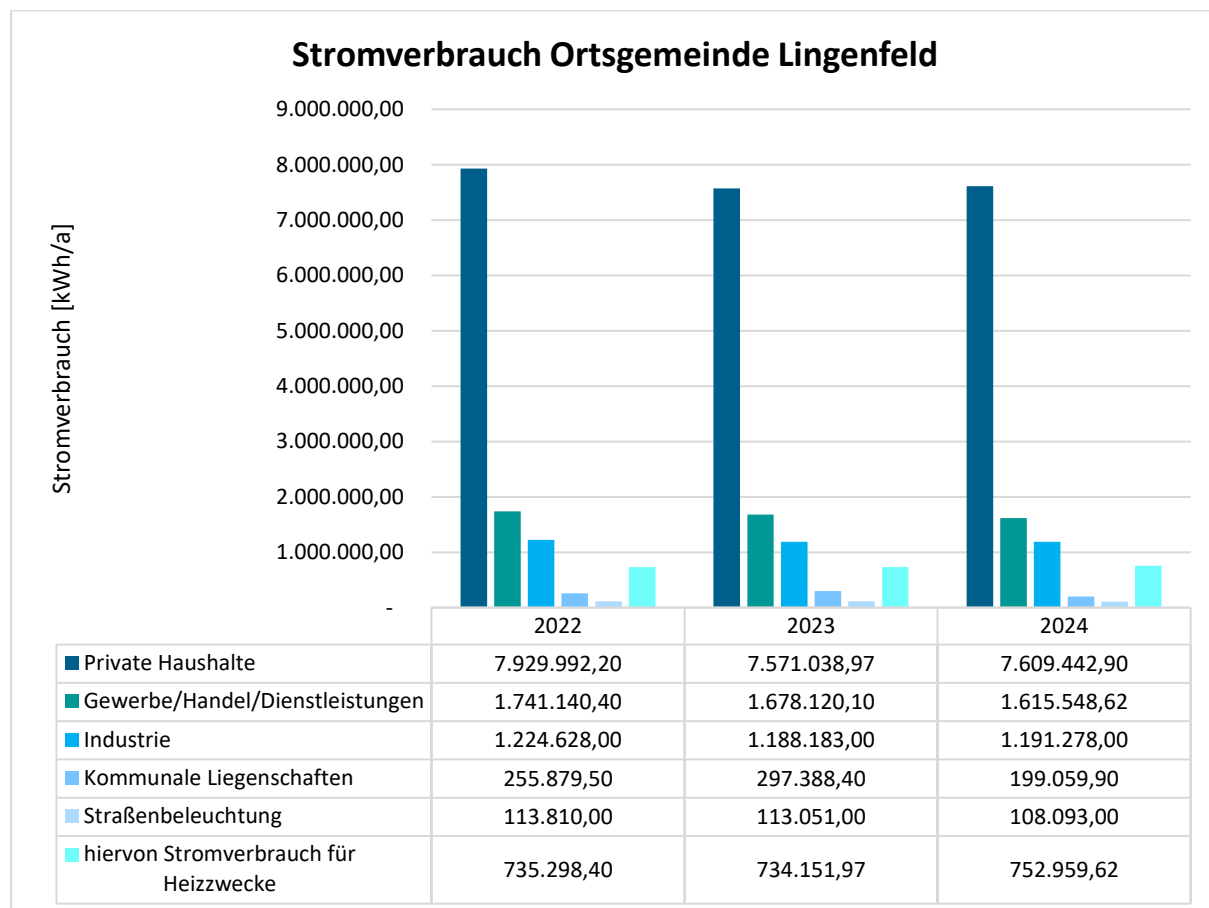 Stromverbrauch Ortsgemeinde Lingenfeld
Stromverbrauch [kWh/a]
9.000.000,00
8.000.000,00
7.000.000,00
6.000.000,00
5.000.000,00
4.000.000,00
3.000.000,00
2.000.000,00
1.000.000,00
-
2022 2023 2024
Private Haushalte 7.929.992,20 7.571.038,97 7.609.442,90
Gewerbe/Handel/Dienstleistungen 1.741.140,40 1.678.120,10 1.615.548,62
Industrie 1.224.628,00 1.188.183,00 1.191.278,00
Kommunale Liegenschaften 255.879,50 297.388,40 199.059,90
Straßenbeleuchtung 113.810,00 113.051,00 108.093,00
hiervon Stromverbrauch für
Heizzwecke 735.298,40 734.151,97 752.959,62